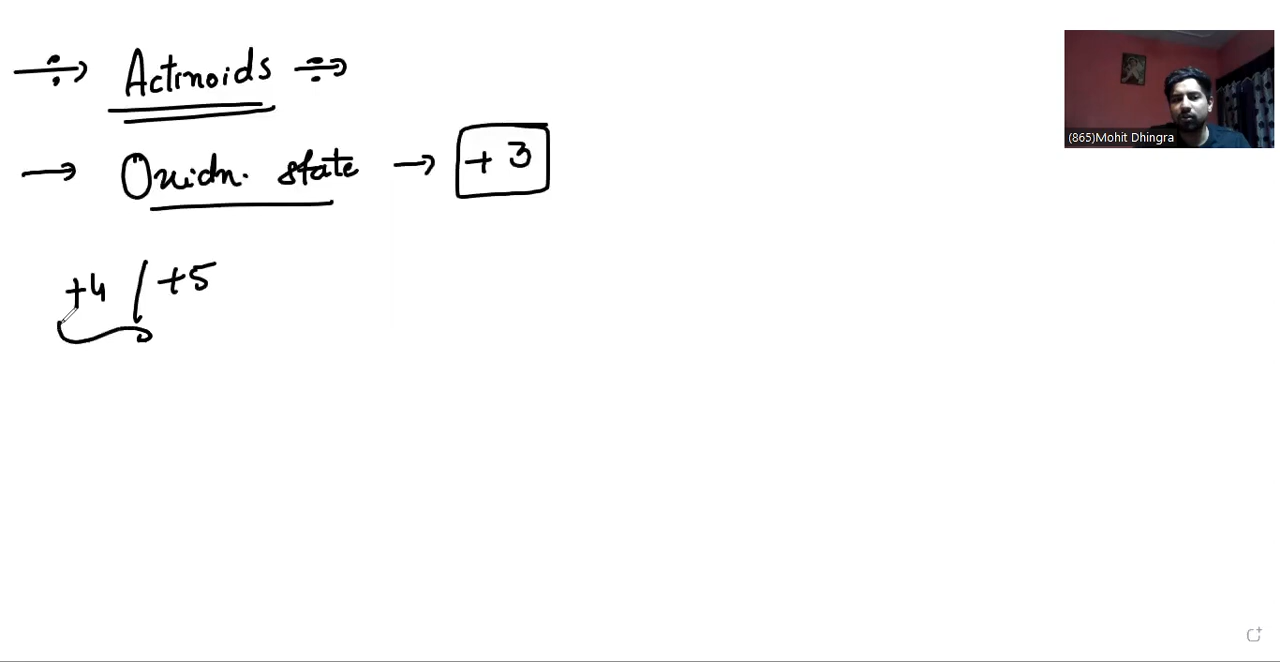 → Actinoids →
(865)Mohit Dhingra
→ Oxidn. state → +3
+4 / +5